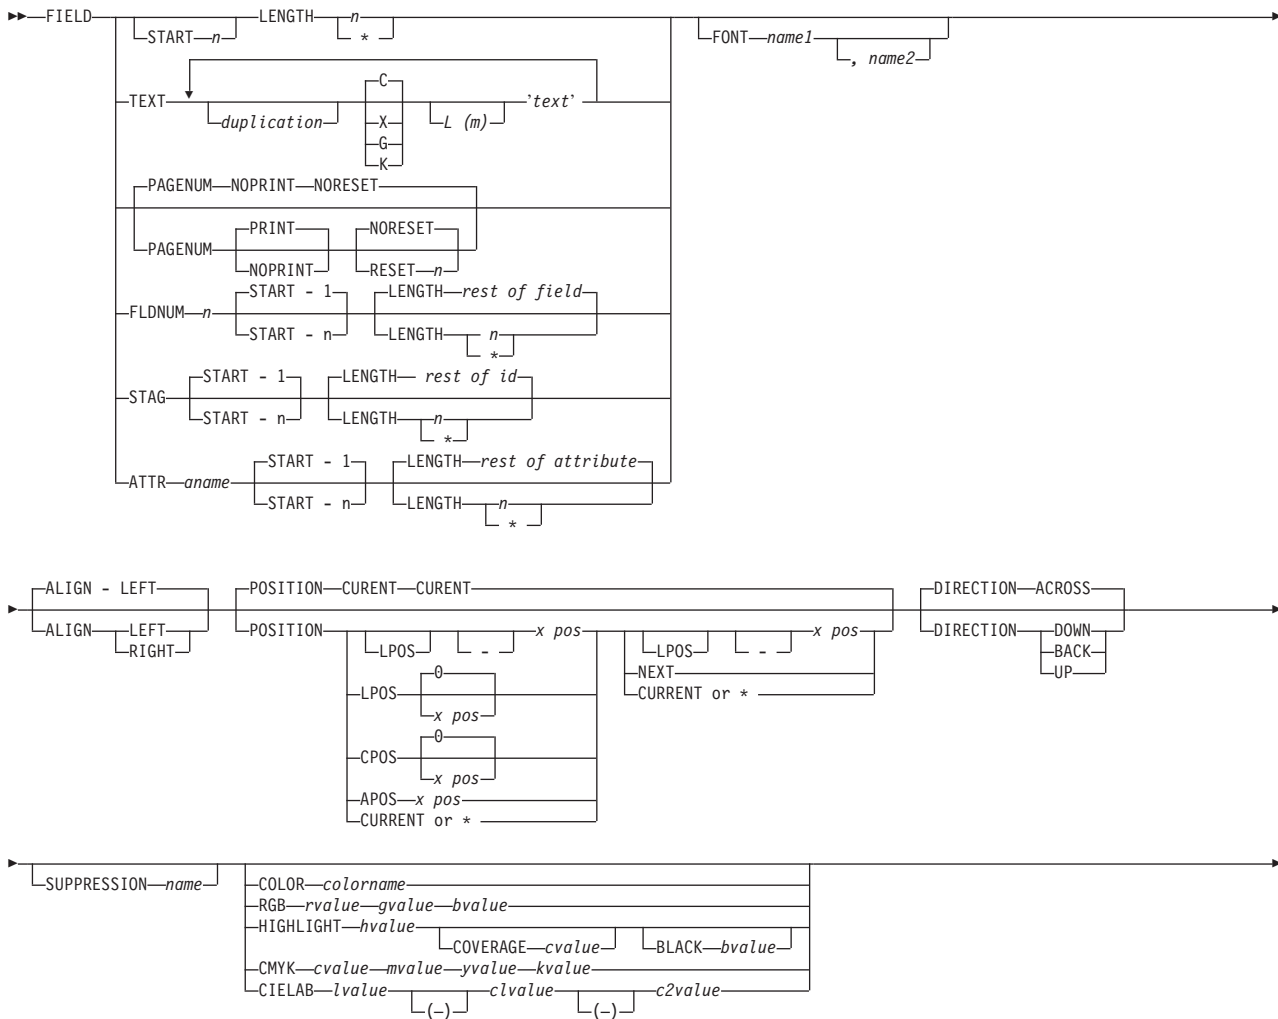 FIELD LENGTH n
START n *
FONT name1
, name2
TEXT C 'text'
duplication X L (m)
G
K
PAGENUM NOPRINT NORESET
PRINT NORESET
PAGENUM
NOPRINT RESET n
START - 1 LENGTH rest of field
FLDNUM n
START - n LENGTH n
*
START - 1 LENGTH rest of id
STAG
START - n LENGTH n
*
START - 1 LENGTH rest of attribute
ATTR aname
START - n LENGTH n
*
ALIGN - LEFT POSITION CURENT CURENT DIRECTION ACROSS
ALIGN LEFT POSITION x pos x pos DIRECTION DOWN
RIGHT LPOS - LPOS - BACK
0 NEXT UP
LPOS CURRENT or *
x pos
0
CPOS
x pos
APOS x pos
CURRENT or *
SUPPRESSION name COLOR colorname
RGB rvalue gvalue bvalue
HIGHLIGHT hvalue
COVERAGE cvalue BLACK bvalue
CMYK cvalue mvalue yvalue kvalue
CIELAB lvalue clvalue c2value
(–) (–)